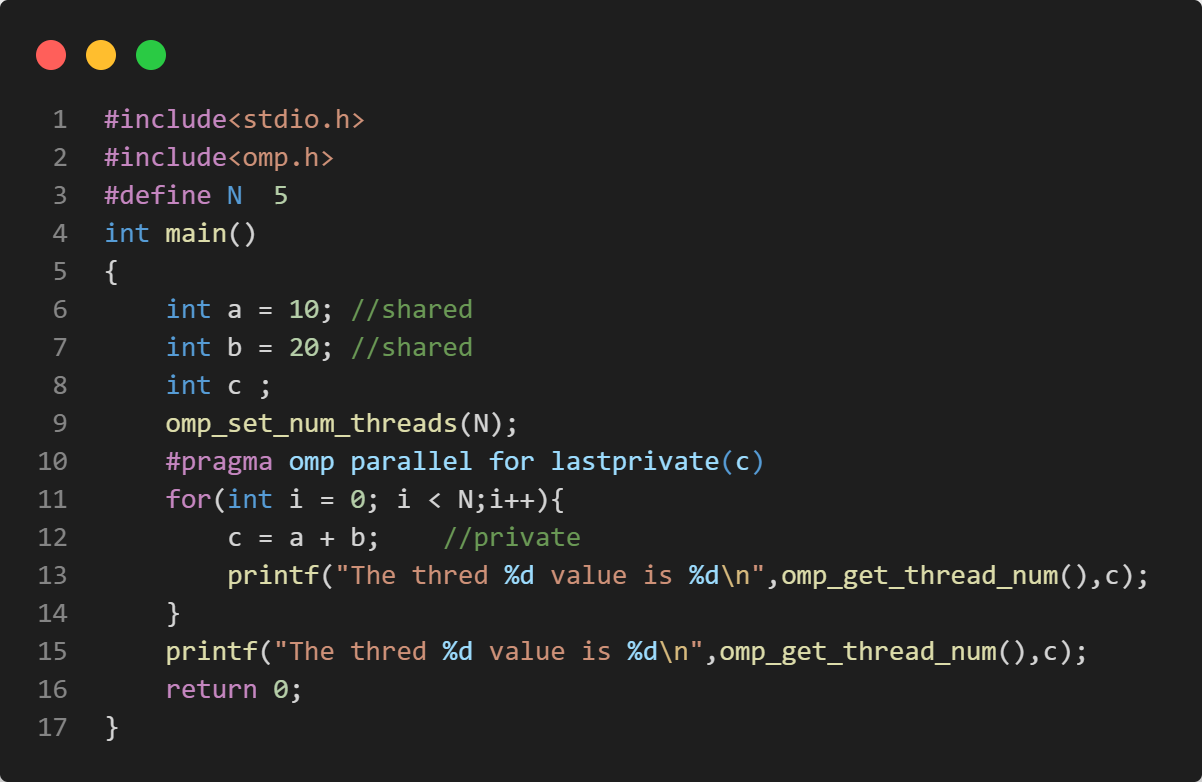 1 #include<stdio.h>
2 #include<omp.h>
3 #define N  5
4 int main()
5 {
6     int a = 10; //shared
7     int b = 20; //shared
8     int c ;
9     omp_set_num_threads(N);
10     #pragma omp parallel for lastprivate(c)
11     for(int i = 0; i < N;i++){
12         c = a + b;    //private
13         printf("The thred %d value is %d\n",omp_get_thread_num(),c);
14     }
15     printf("The thred %d value is %d\n",omp_get_thread_num(),c);
16     return 0;
17 }